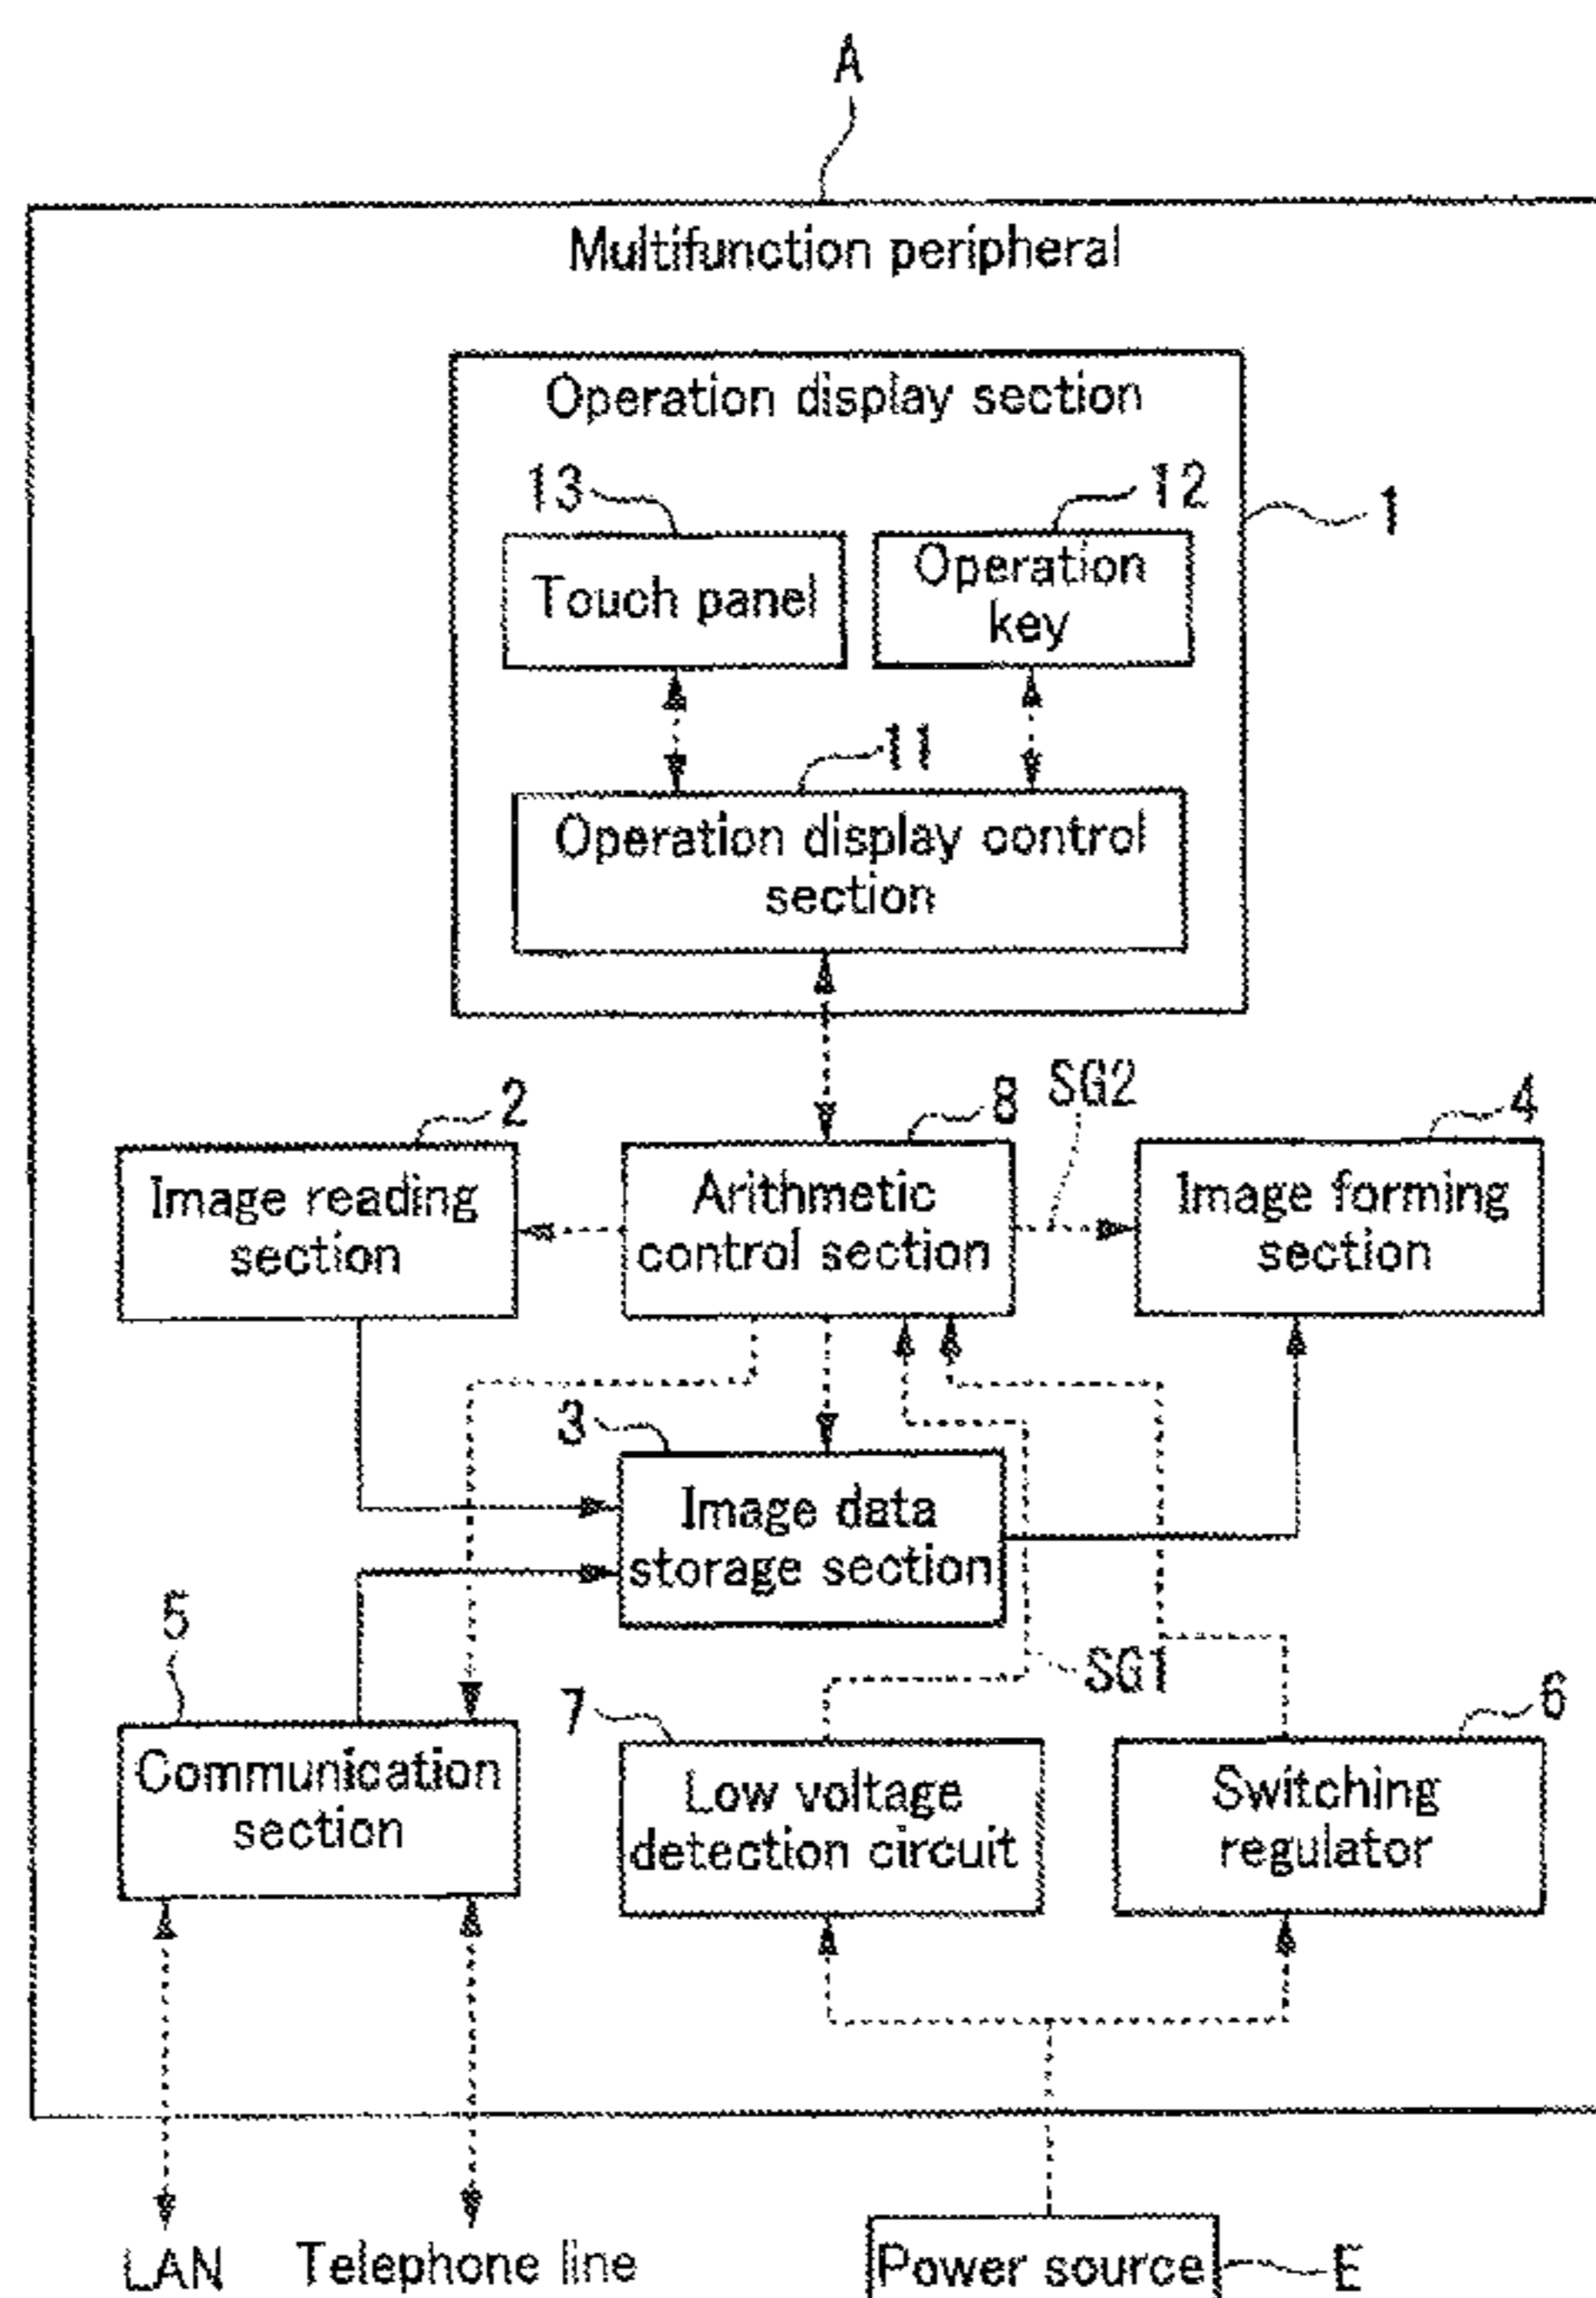 A
Multifunction peripheral
Operation display section
13
12
1
Touch panel
Operation
key
11
Operation display control
section
2
8
SG2
4
Image reading
section
Arithmetic
control section
Image forming
section
3
Image data
storage section
5
SG1
7
6
Communication
section
Low voltage
detection circuit
Switching
regulator
LAN
Telephone line
Power source
E